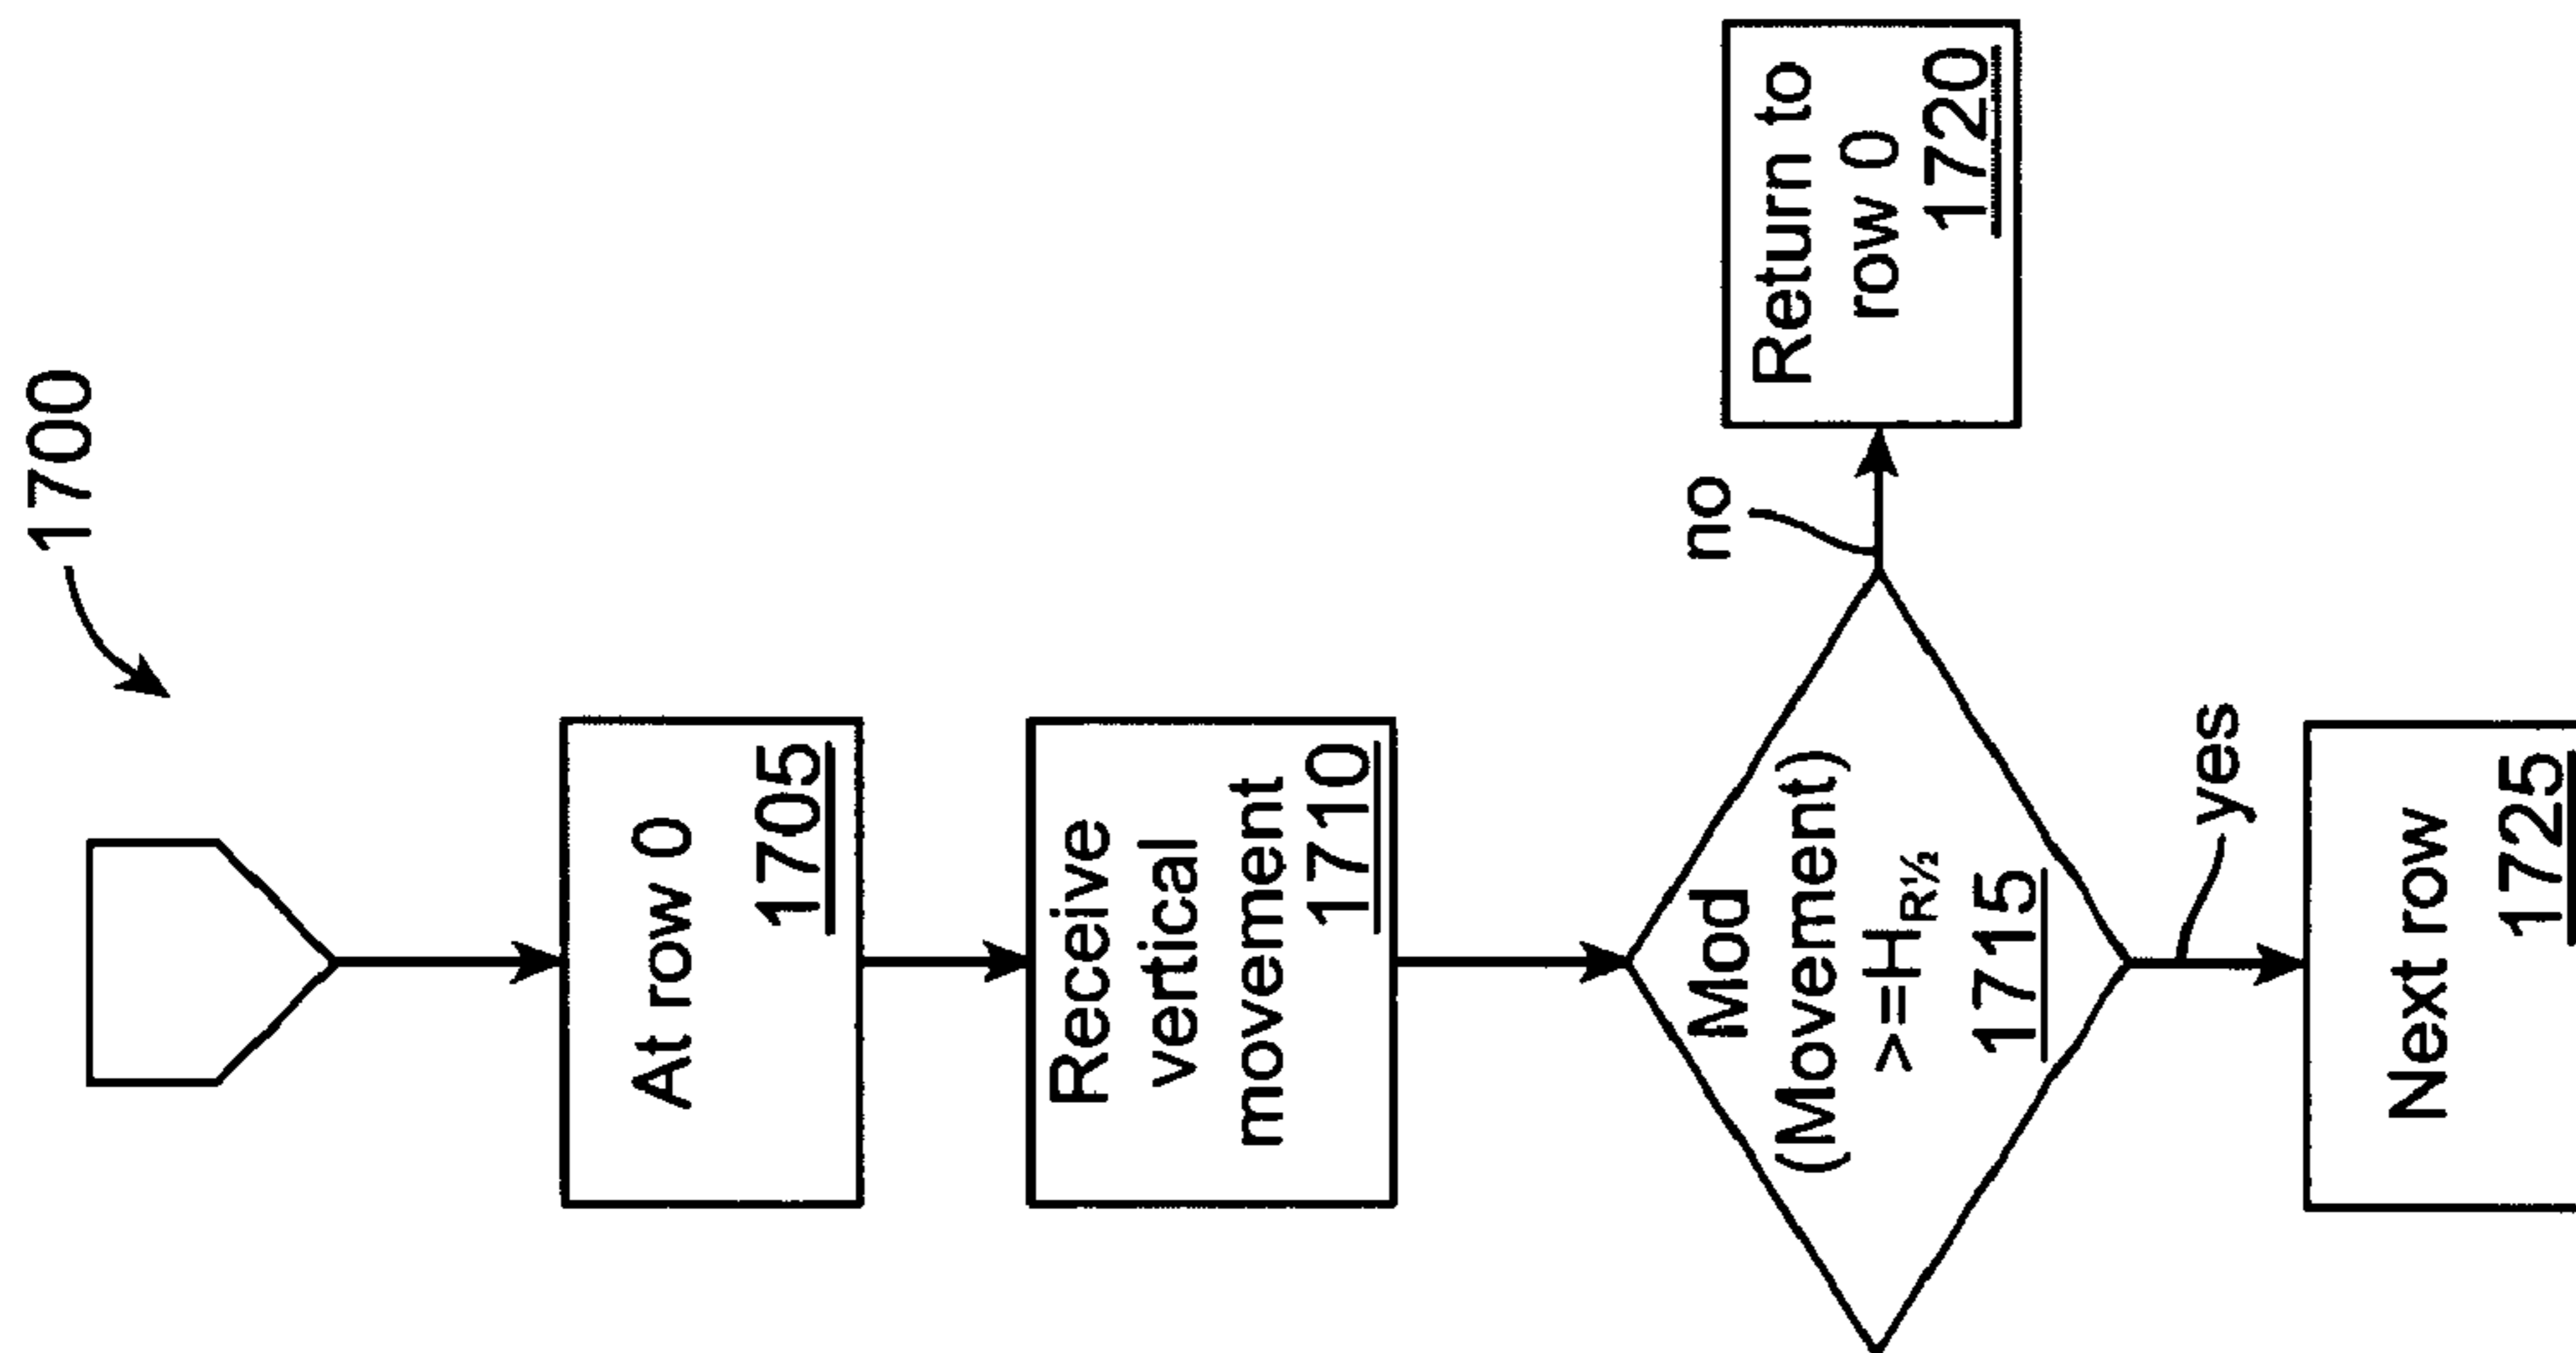 1700
At row 0
1705
Receive
vertical
movement
1710
Mod
(Movement)
>=HR½
1715
no
Return to
row 0
1720
yes
Next row
1725